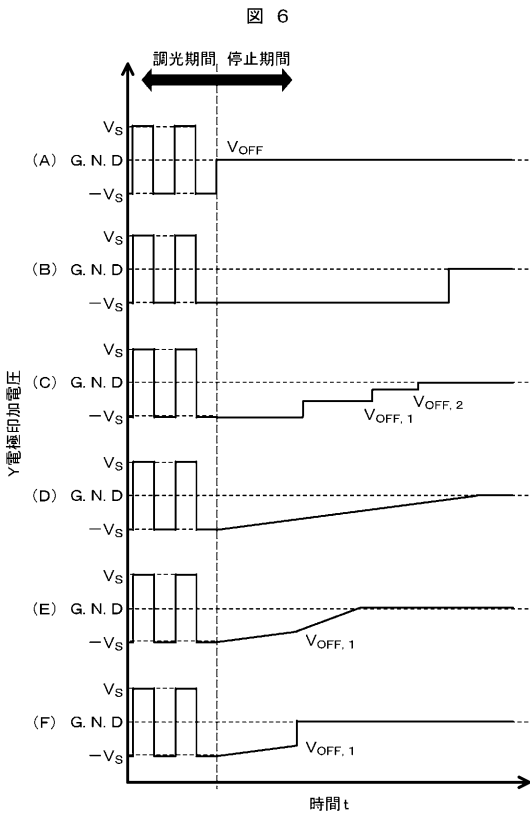 図 6
調光期間 停止期間
VS
VOFF
(A) G.N.D
−VS
VS
(B) G.N.D
−VS
VS
(C) G.N.D
VOFF,1 VOFF,2
−VS
VS
(D) G.N.D
−VS
VS
(E) G.N.D
−VS
VOFF,1
VS
(F) G.N.D
−VS
VOFF,1
Y電極印加電圧
時間t